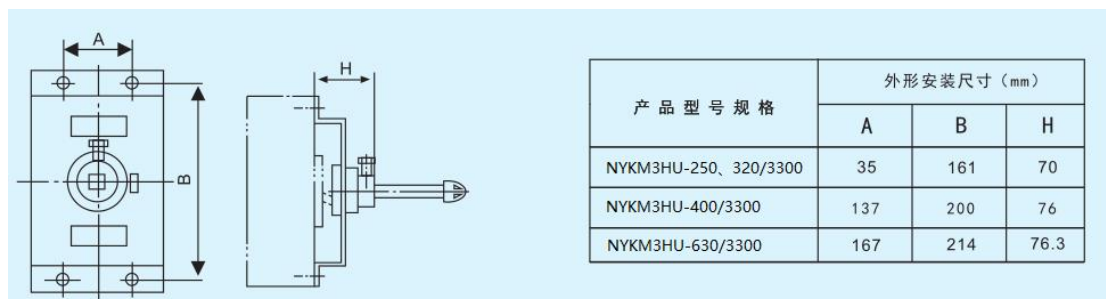 A
B
H
产品型号规格 外形安装尺寸（mm）
A B H
NYKM3HU-250、320/3300 35 161 70
NYKM3HU-400/3300 137 200 76
NYKM3HU-630/3300 167 214 76.3